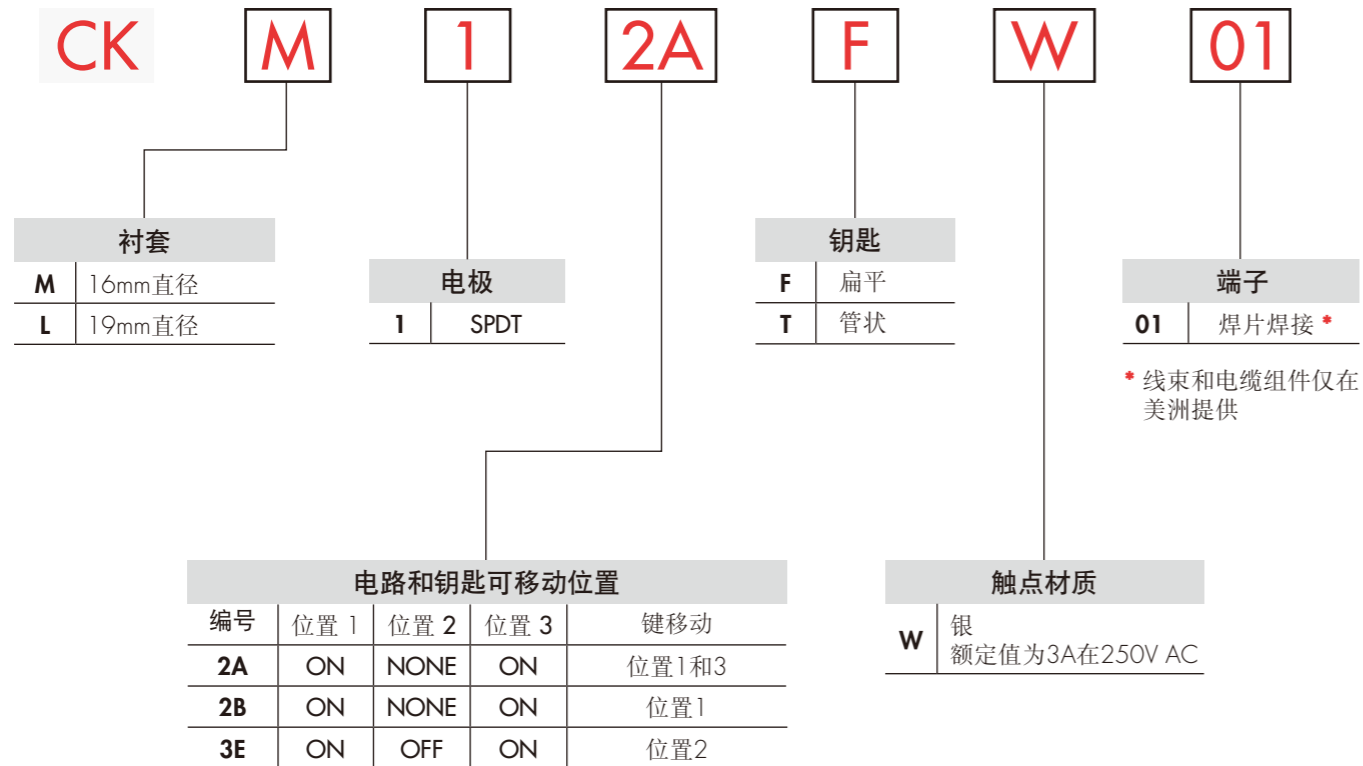 CK M 1 2A F W 01
衬套
M 16mm直径
L 19mm直径
电极
1 SPDT
钥匙
F 扁平
T 管状
端子
01 焊片焊接 *
* 线束和电缆组件仅在
美洲提供
电路和钥匙可移动位置
编号 位置 1 位置 2 位置 3 键移动
2A ON NONE ON 位置1和3
2B ON NONE ON 位置1
3E ON OFF ON 位置2
触点材质
W 银
额定值为3A在250V AC